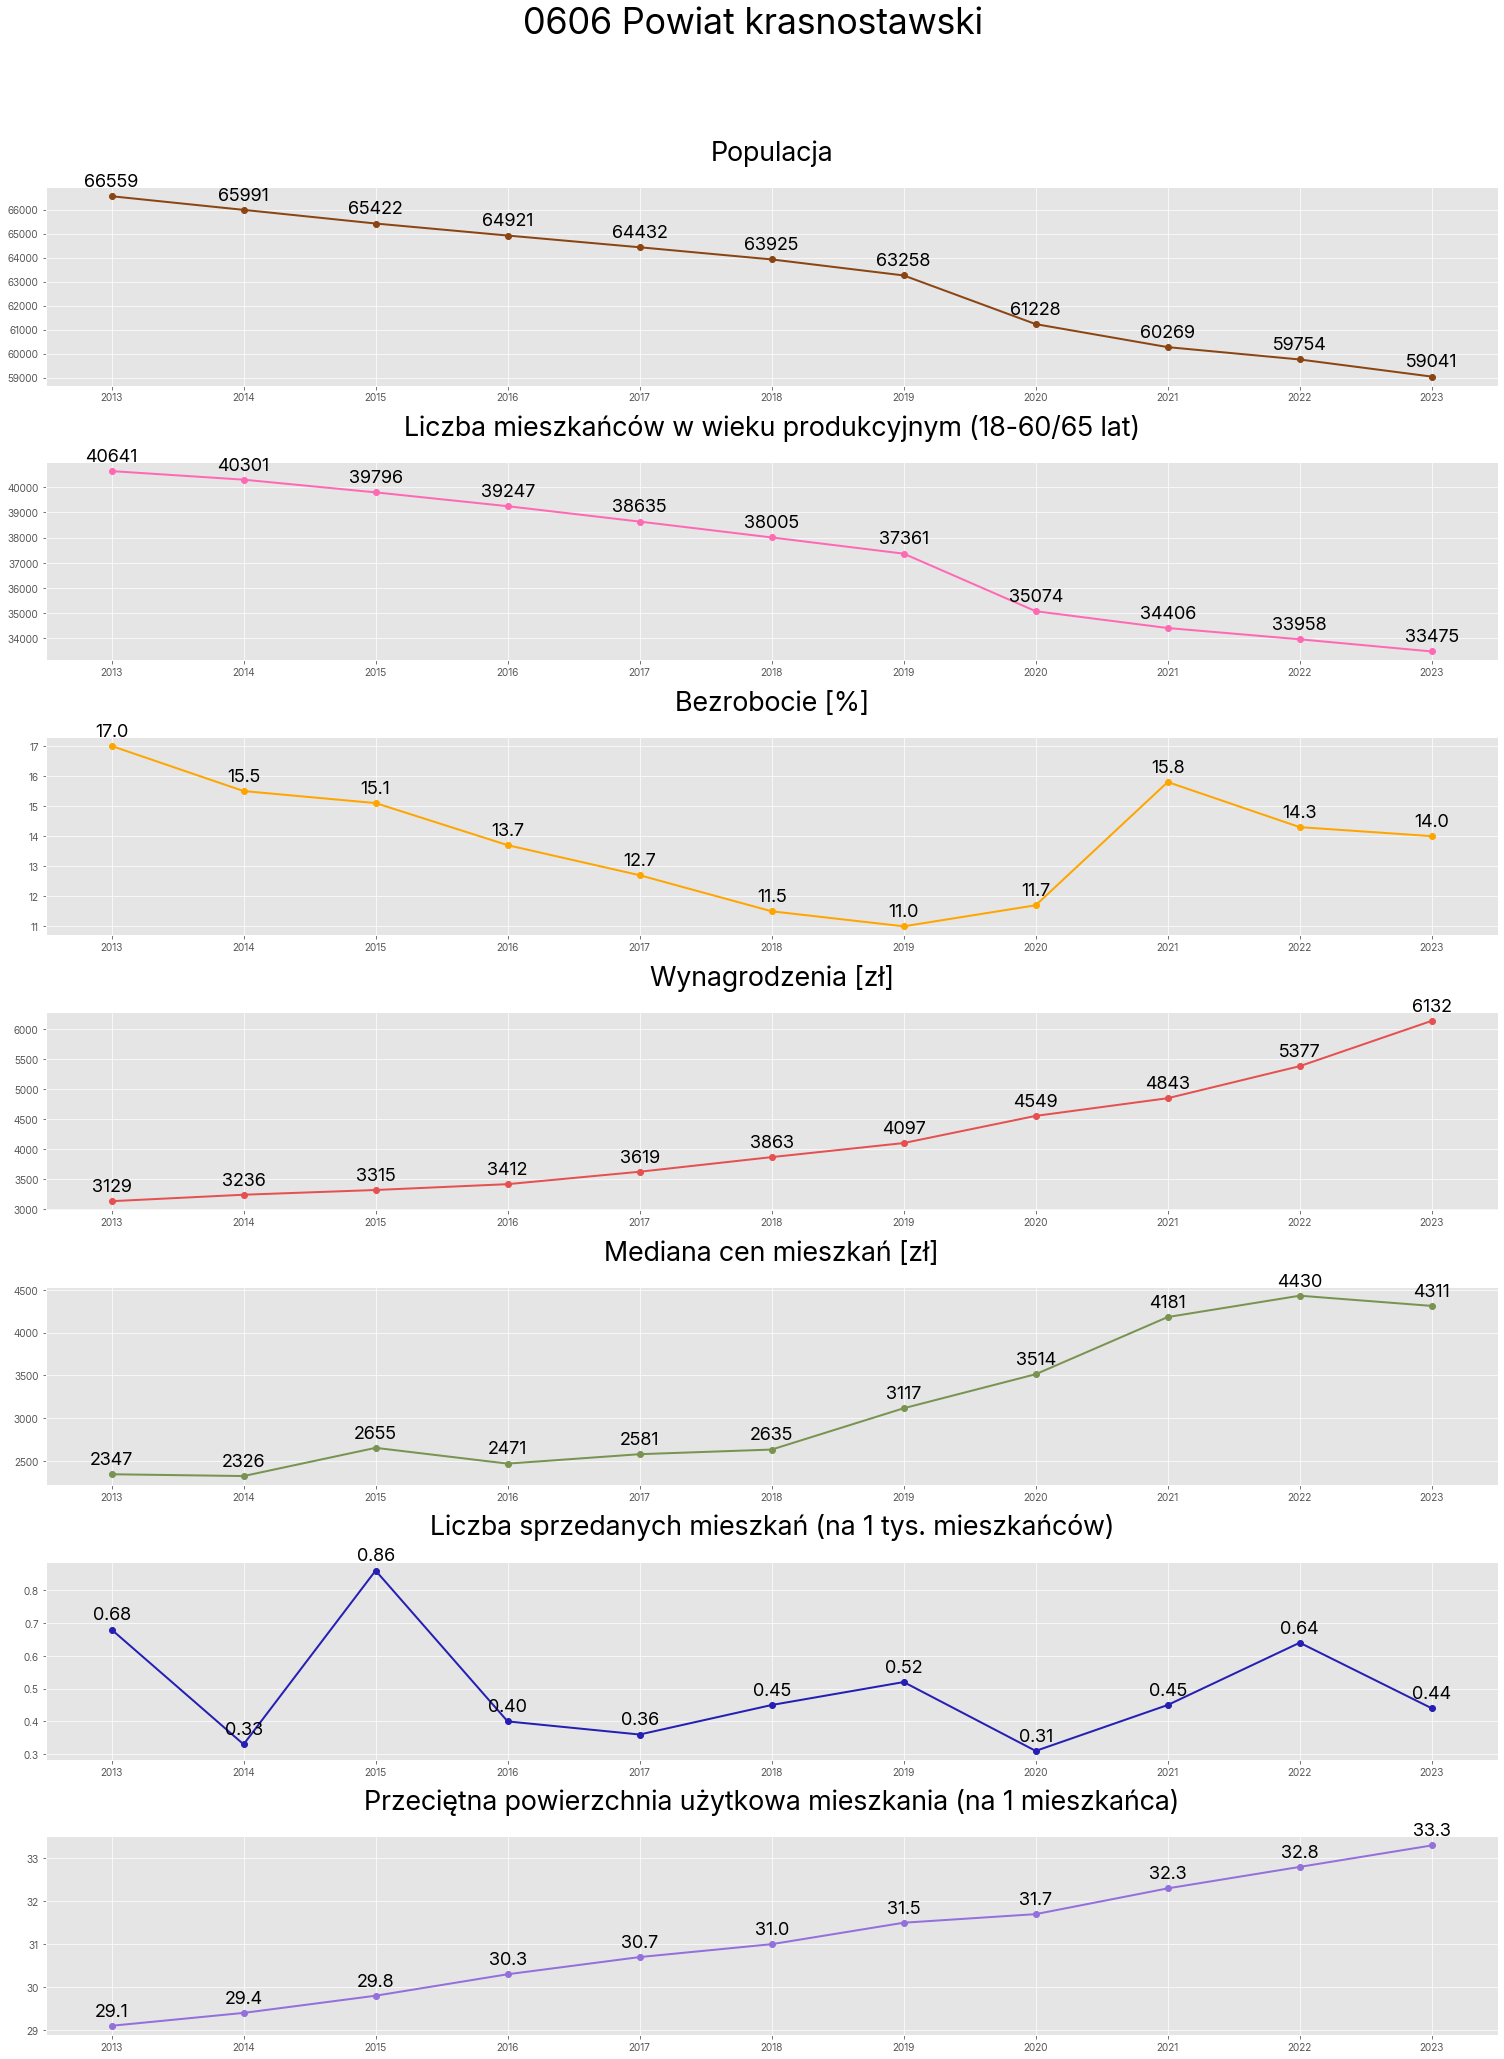 0606 Powiat krasnostawski
Populacja
66559 65991 65422 64921 64432 63925 63258 61228 60269 59754 59041
66000
65000
64000
63000
62000
61000
60000
59000
2013 2014 2015 2016 2017 2018 2019 2020 2021 2022 2023
Liczba mieszkańców w wieku produkcyjnym (18-60/65 lat)
40641 40301 39796 39247 38635 38005 37361 35074 34406 33958 33475
40000
39000
38000
37000
36000
35000
34000
2013 2014 2015 2016 2017 2018 2019 2020 2021 2022 2023
Bezrobocie [%]
17.0 15.5 15.1 13.7 12.7 11.5 11.0 11.7 15.8 14.3 14.0
17
16
15
14
13
12
11
2013 2014 2015 2016 2017 2018 2019 2020 2021 2022 2023
Wynagrodzenia [zł]
3129 3236 3315 3412 3619 3863 4097 4549 4843 5377 6132
6000
5500
5000
4500
4000
3500
3000
2013 2014 2015 2016 2017 2018 2019 2020 2021 2022 2023
Mediana cen mieszkań [zł]
2347 2326 2655 2471 2581 2635 3117 3514 4181 4430 4311
4500
4000
3500
3000
2500
2013 2014 2015 2016 2017 2018 2019 2020 2021 2022 2023
Liczba sprzedanych mieszkań (na 1 tys. mieszkańców)
0.68 0.33 0.86 0.40 0.36 0.45 0.52 0.31 0.45 0.64 0.44
0.8
0.7
0.6
0.5
0.4
0.3
2013 2014 2015 2016 2017 2018 2019 2020 2021 2022 2023
Przeciętna powierzchnia użytkowa mieszkania (na 1 mieszkańca)
29.1 29.4 29.8 30.3 30.7 31.0 31.5 31.7 32.3 32.8 33.3
33
32
31
30
29
2013 2014 2015 2016 2017 2018 2019 2020 2021 2022 2023